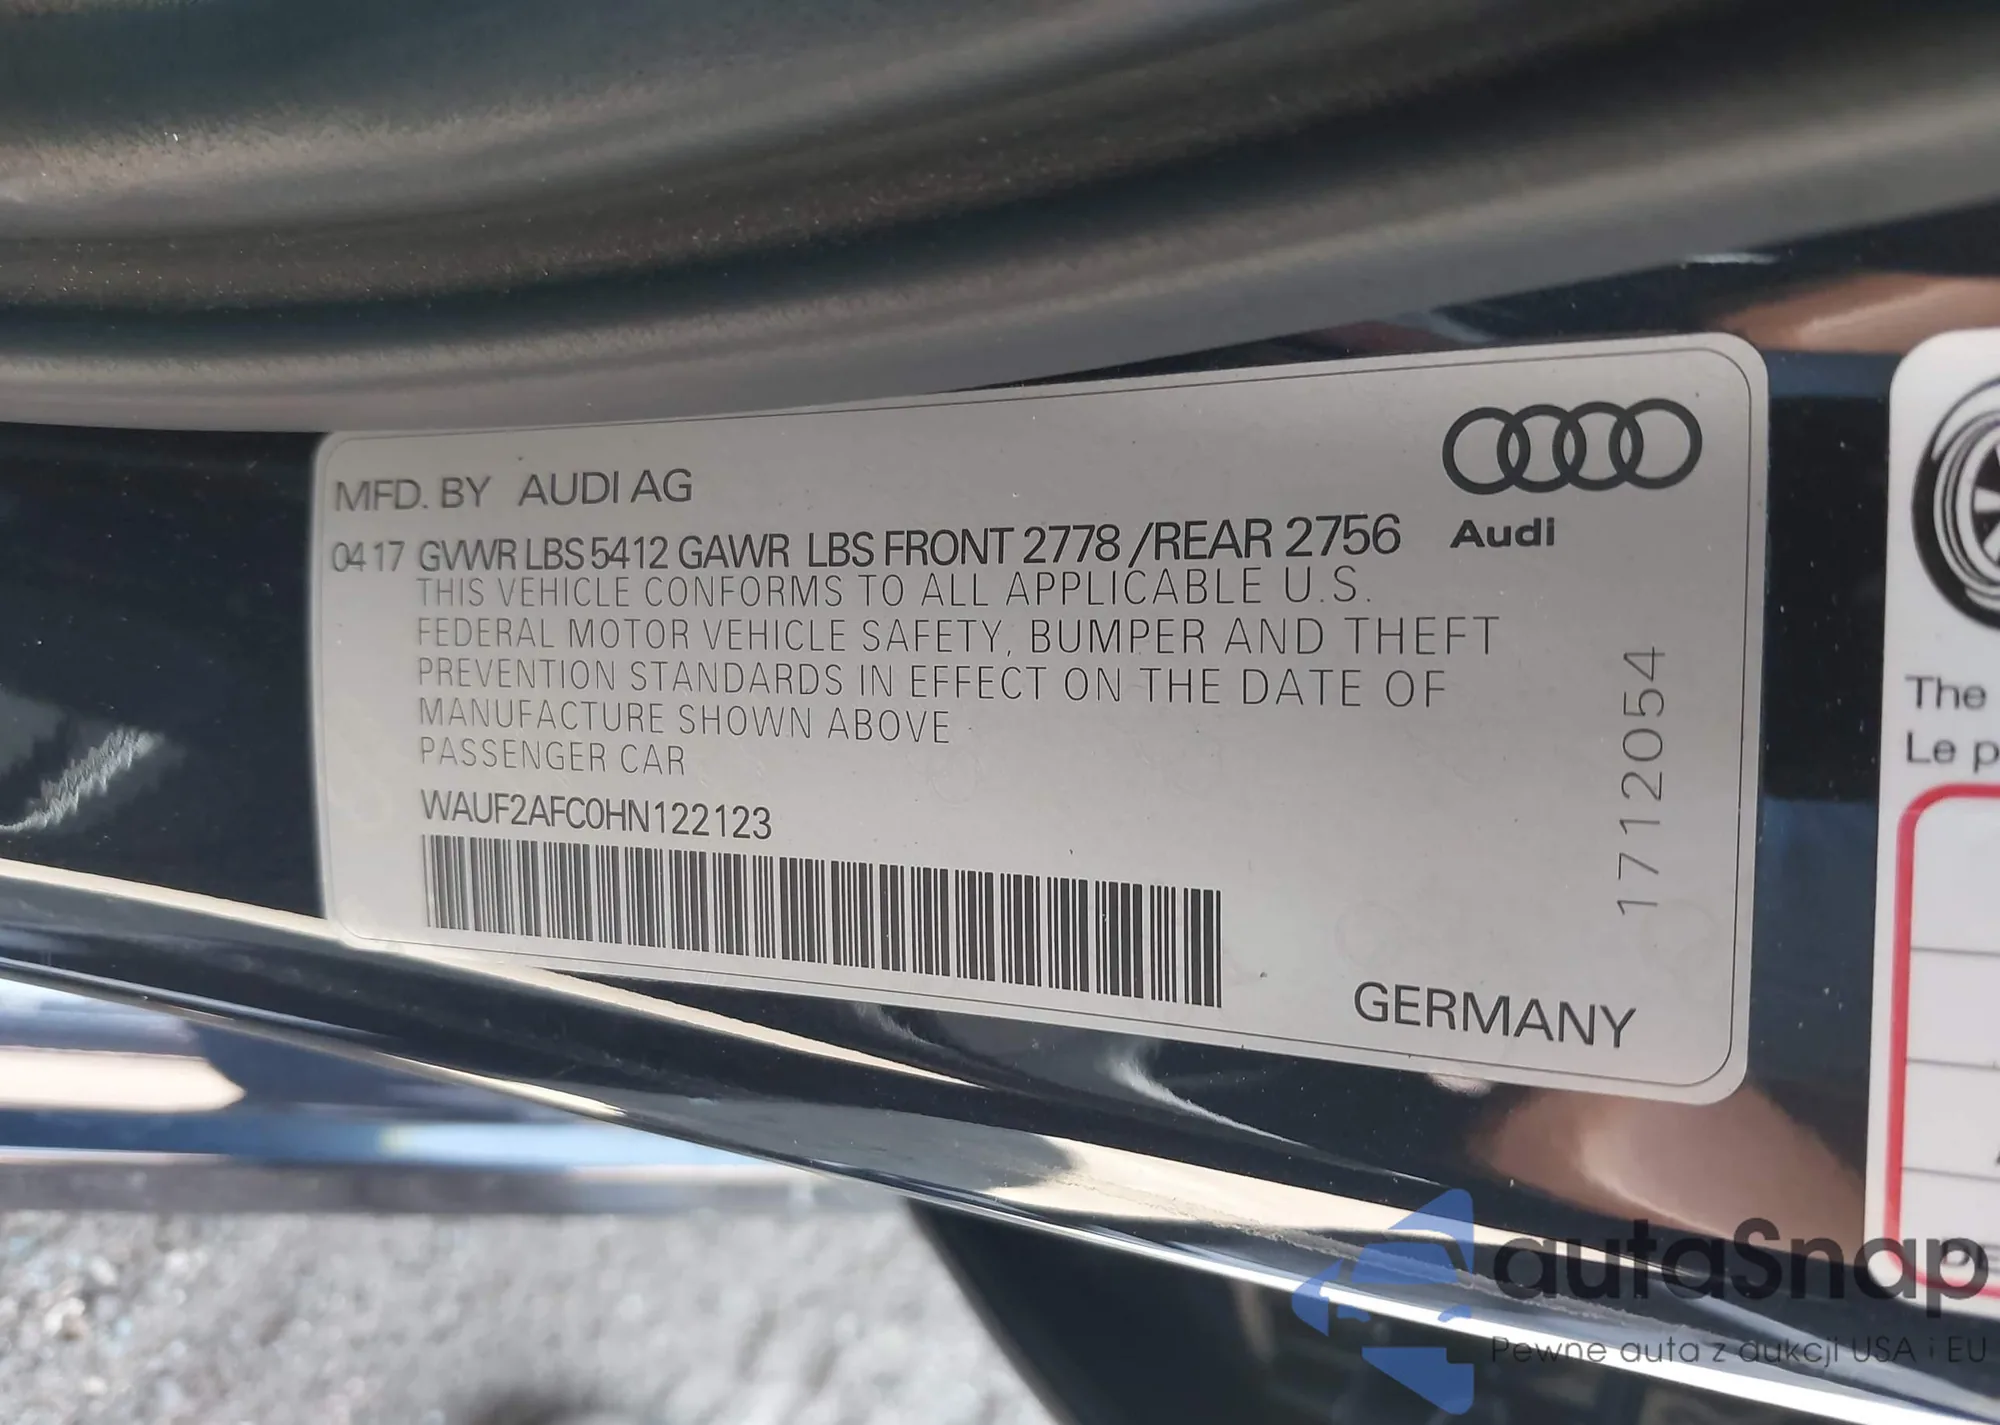 MFD. BY AUDI AG
04 17 GVWR LBS 5412 GAWR LBS FRONT 2778 /REAR 2756
Audi
THIS VEHICLE CONFORMS TO ALL APPLICABLE U.S.
FEDERAL MOTOR VEHICLE SAFETY, BUMPER AND THEFT
PREVENTION STANDARDS IN EFFECT ON THE DATE OF
MANUFACTURE SHOWN ABOVE
PASSENGER CAR
WAUF2AFC0HN122123
1712054
GERMANY
The
Le p
autaSnap
Pewne auta z aukcji USA i EU